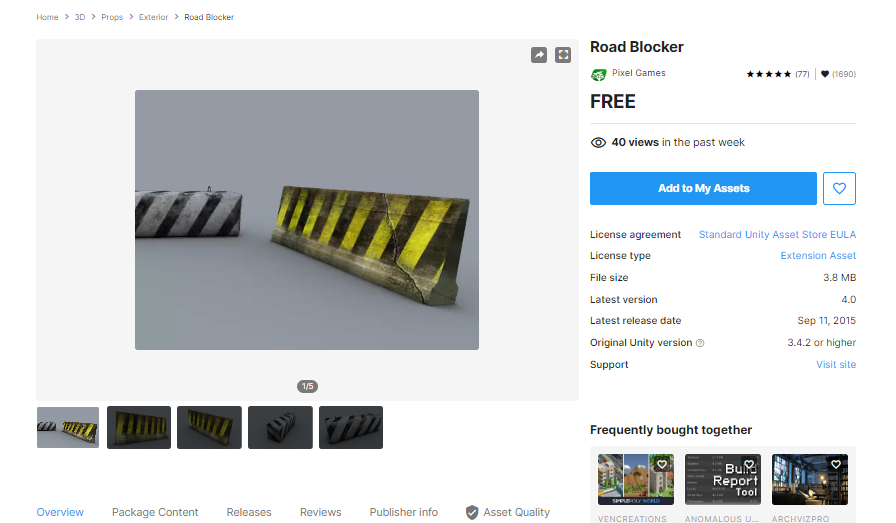 Home > 3D > Props > Exterior > Road Blocker
Road Blocker
Pixel Games
★★★★★ (77) | ♥ (1690)
FREE
40 views in the past week
Add to My Assets
License agreement Standard Unity Asset Store EULA
License type Extension Asset
File size 3.8 MB
Latest version 4.0
Latest release date Sep 11, 2015
Original Unity version 3.4.2 or higher
Support Visit site
1/5
Frequently bought together
SIMPLEPOLY WORLD
Build
Report
Tool
VENCREATIONS
ANOMALOUS U...
ARCHVIZPRO
Overview Package Content Releases Reviews Publisher info Asset Quality